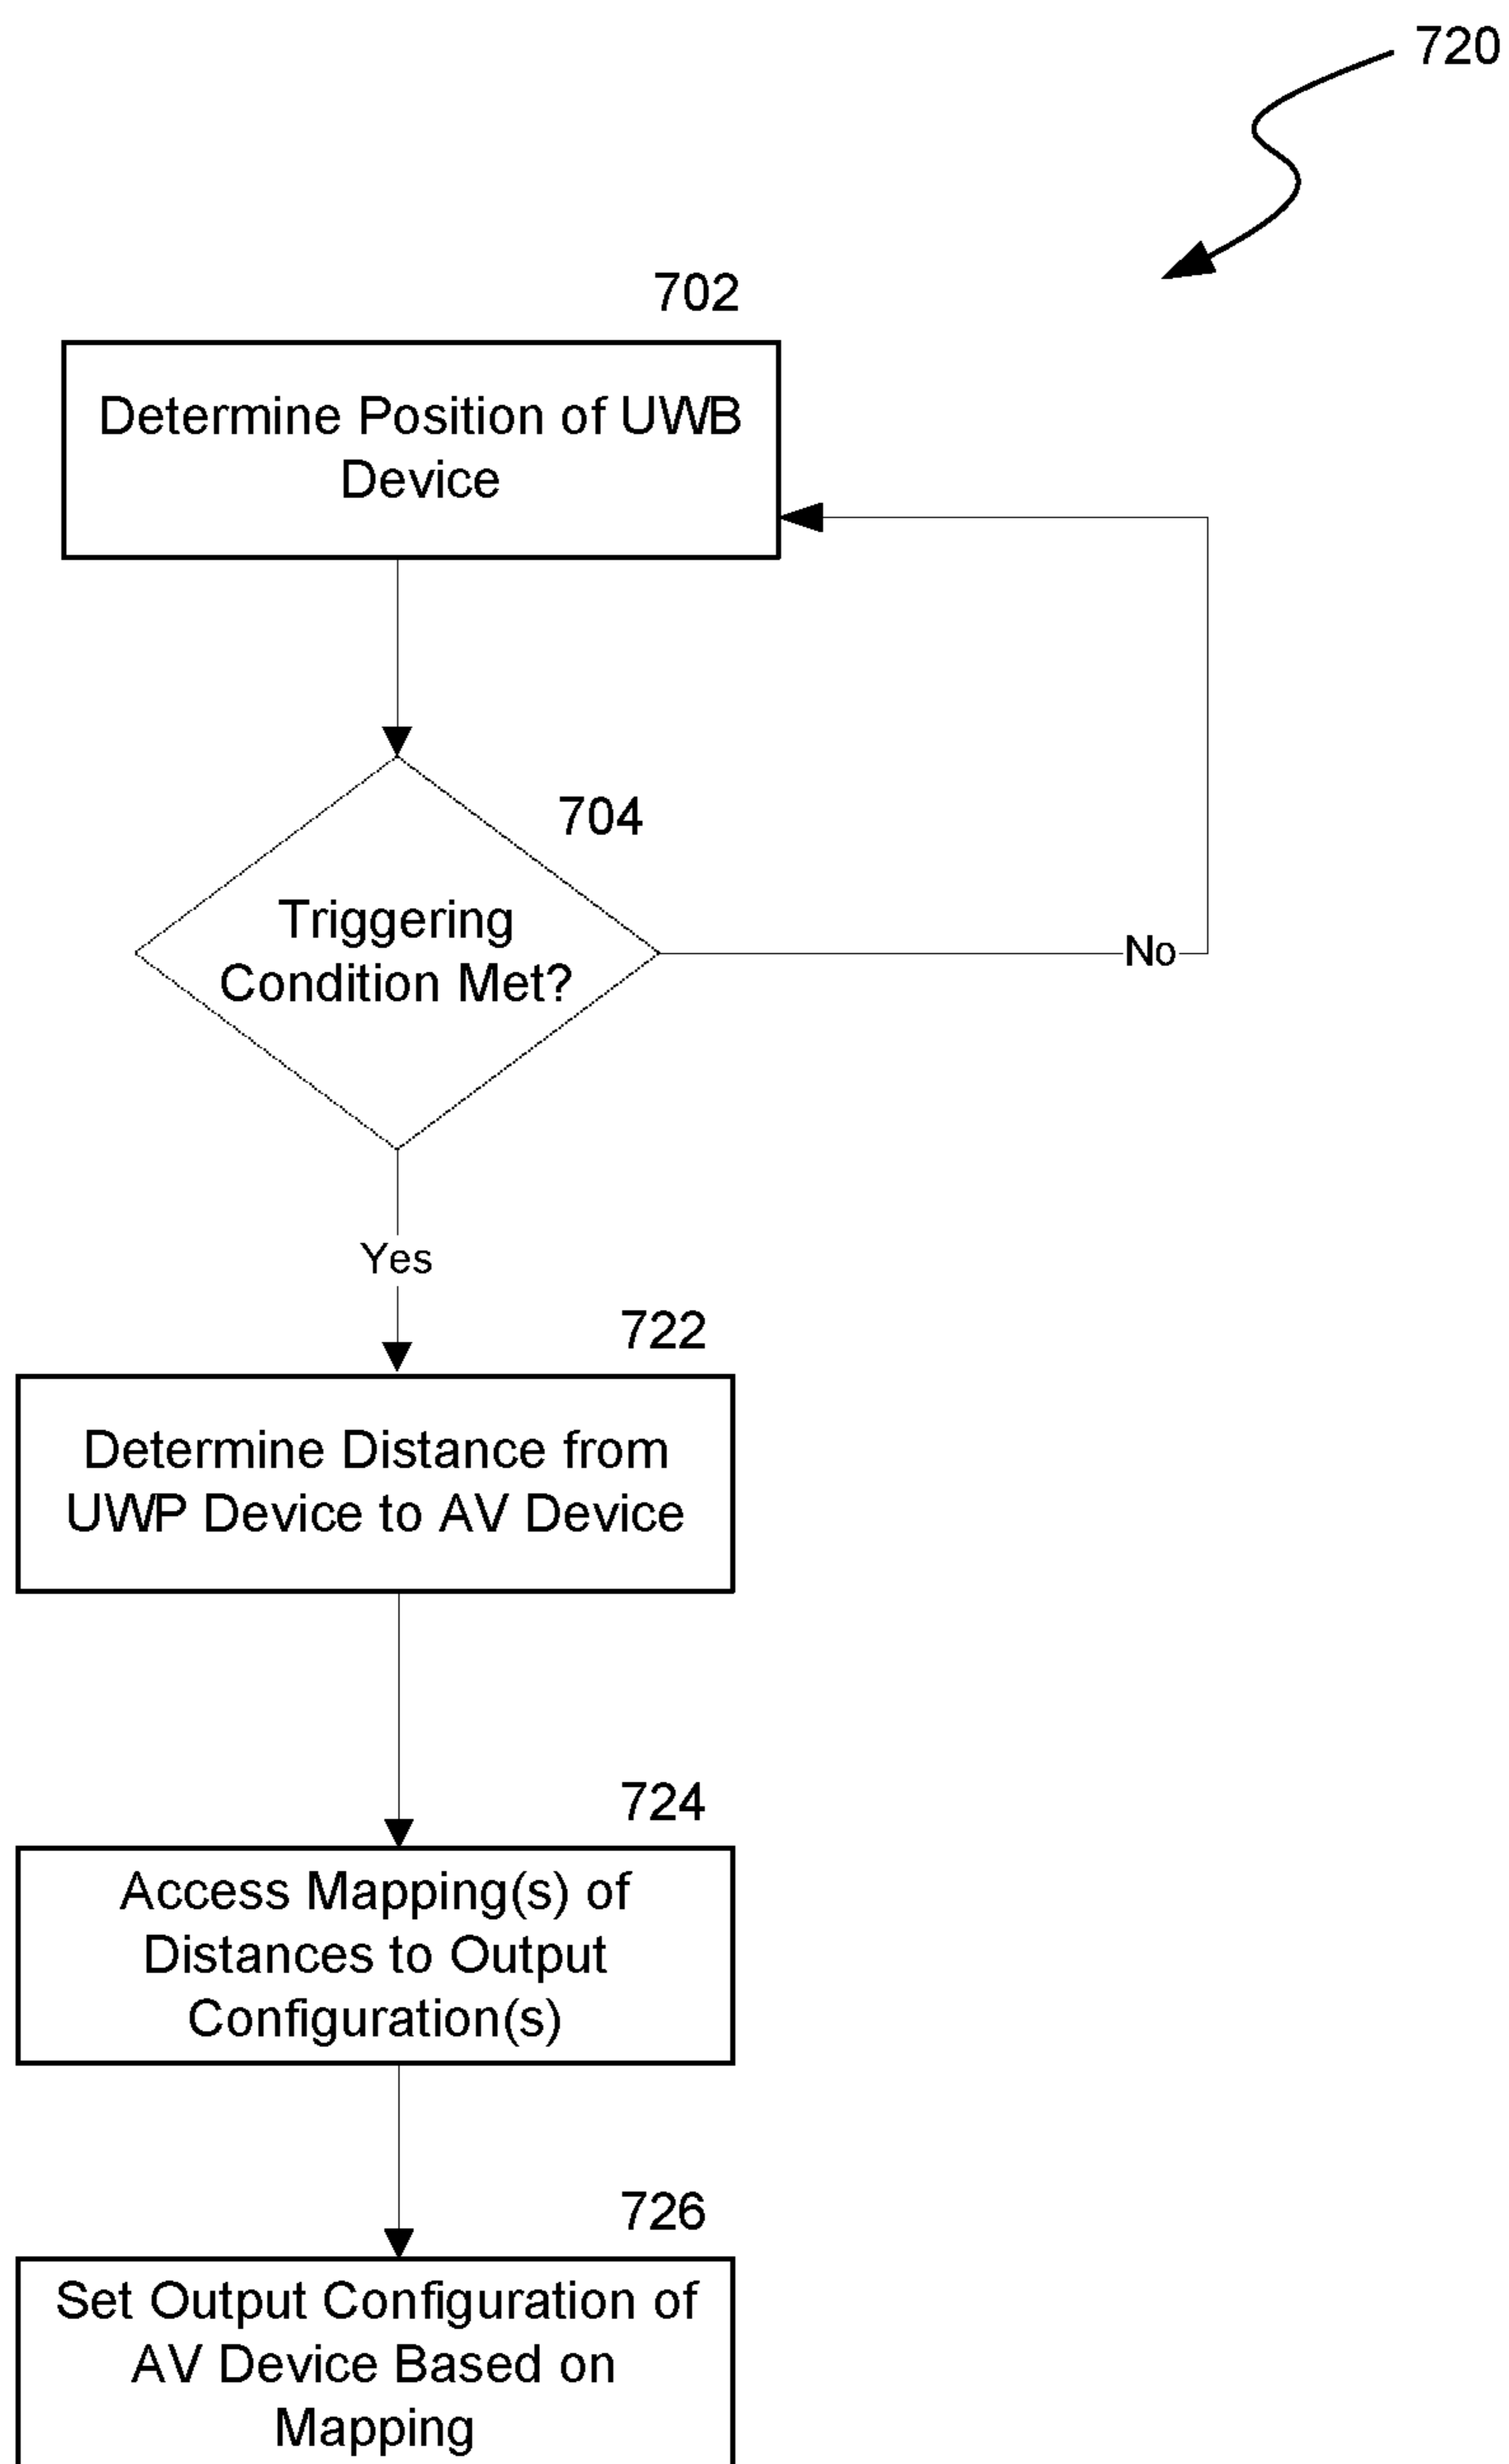 720
702
Determine Position of UWB
Device
704
Triggering
Condition Met?
No
Yes
722
Determine Distance from
UWP Device to AV Device
724
Access Mapping(s) of
Distances to Output
Configuration(s)
726
Set Output Configuration of
AV Device Based on
Mapping